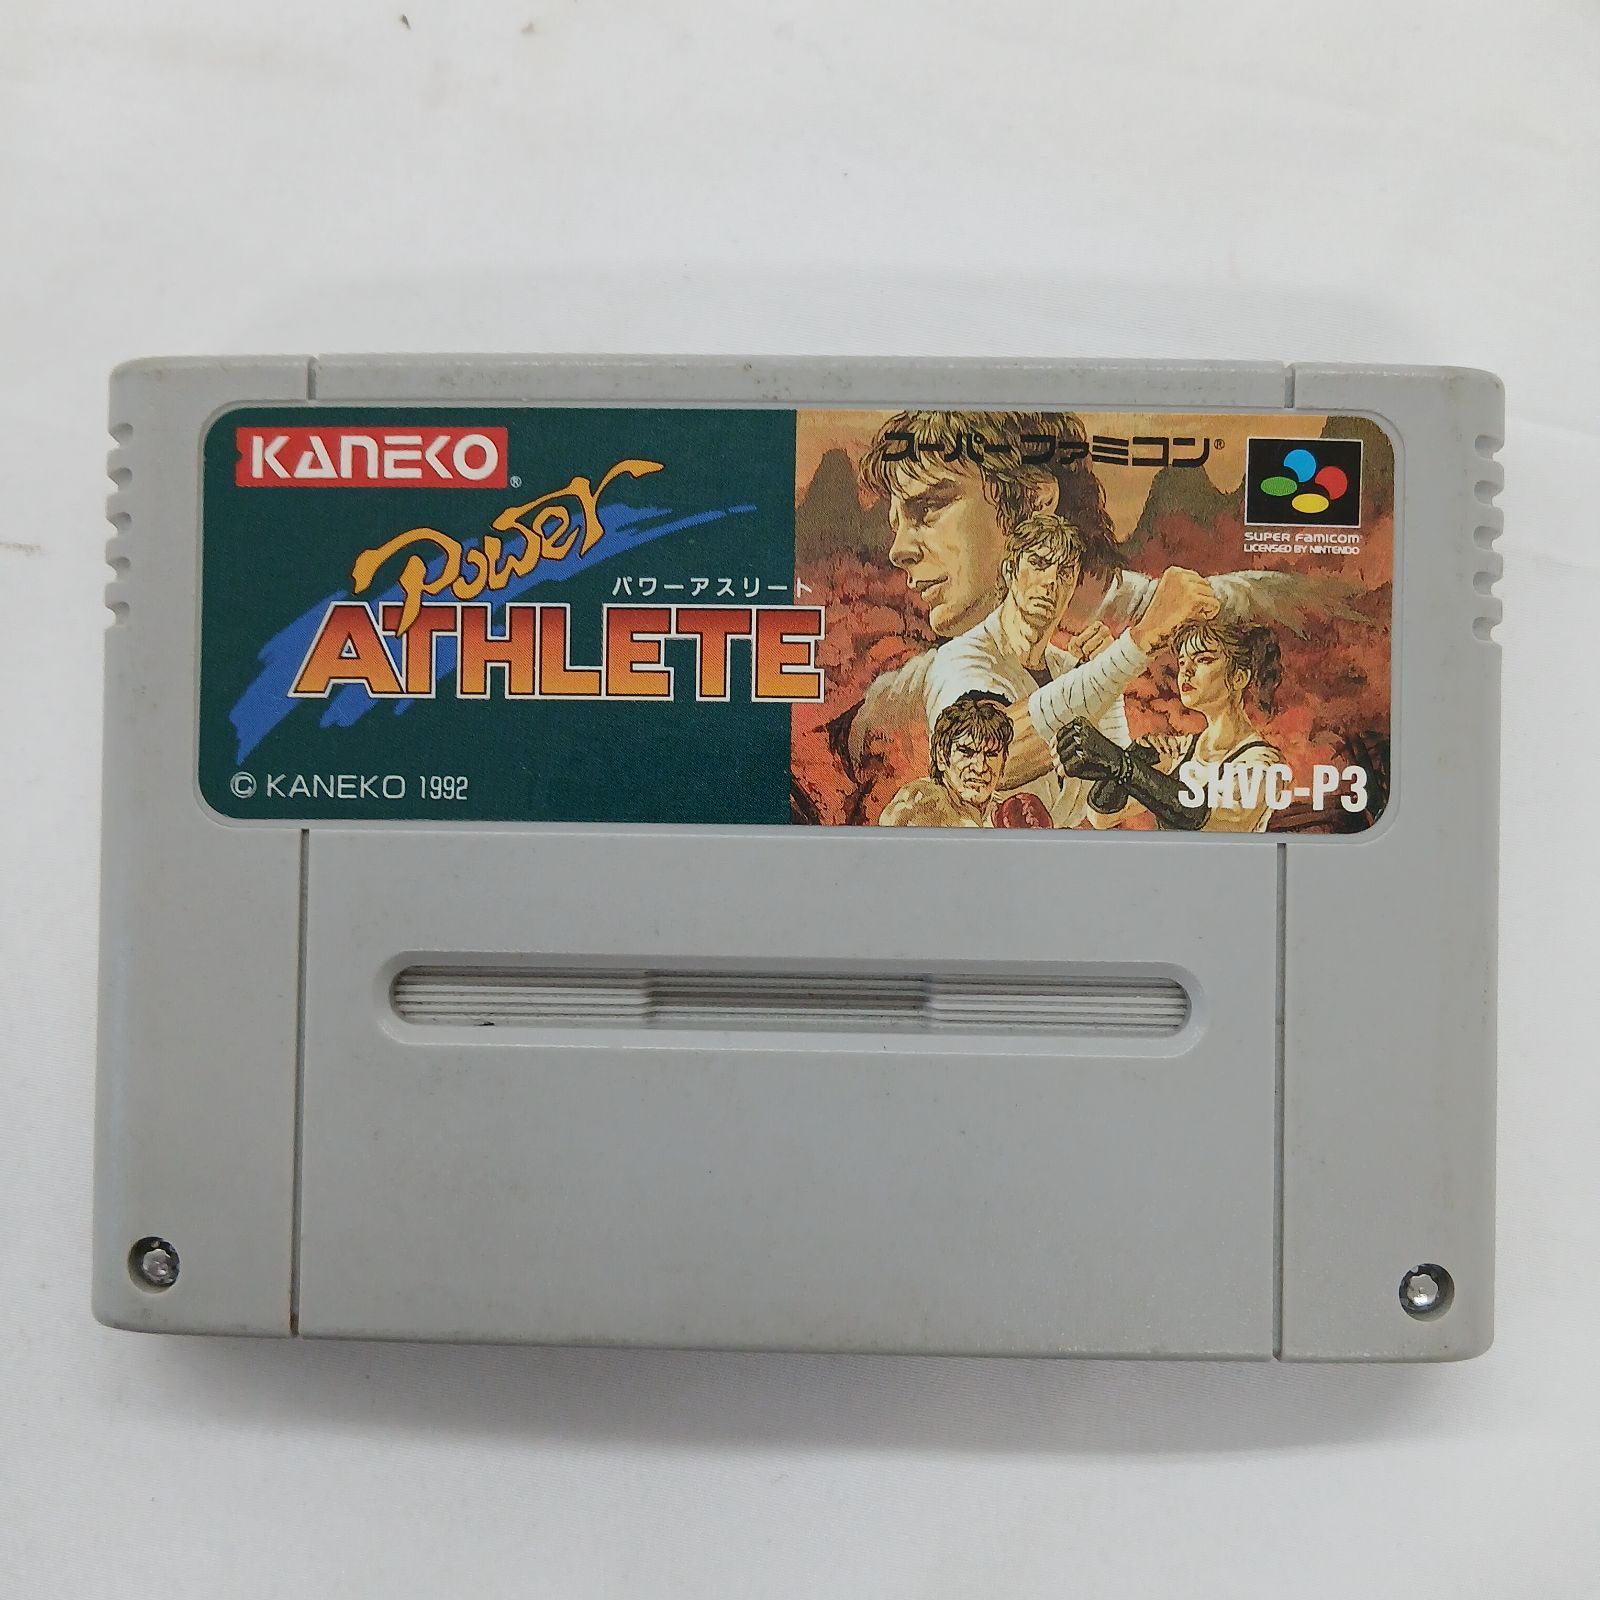 KANEKO®
スーパーファミコン®
Power
パワーアスリート
ATHLETE
SUPER FAMICOM
LICENSED BY NINTENDO
© KANEKO 1992
SHVC-P3